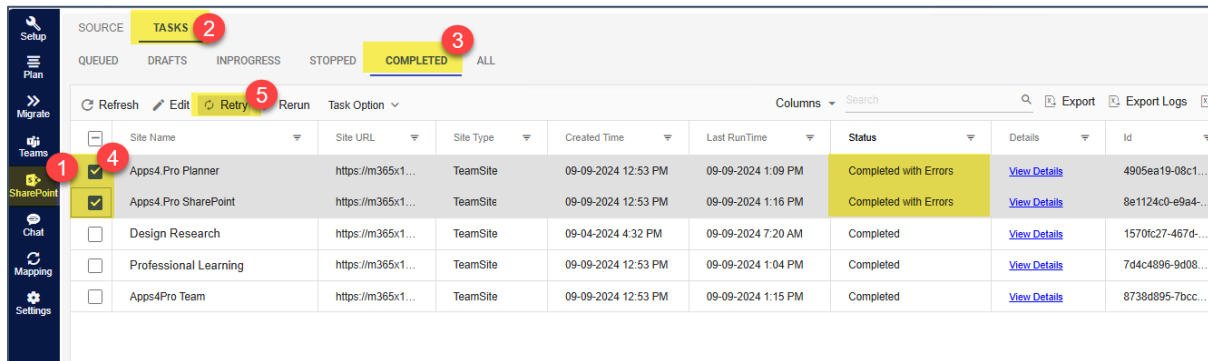 Setup
Plan
Migrate
Teams
SharePoint
Chat
Mapping
Settings
SOURCE TASKS 2
QUEUED DRAFTS INPROGRESS STOPPED COMPLETED 3 ALL
Refresh Edit Retry 5 Rerun Task Option Columns Search Export Export Logs
Site Name Site URL Site Type Created Time Last RunTime Status Details Id
1 4 Apps4.Pro Planner https://m365x1... TeamSite 09-09-2024 12:53 PM 09-09-2024 1:09 PM Completed with Errors View Details 4905ea19-08c1...
Apps4.Pro SharePoint https://m365x1... TeamSite 09-09-2024 12:53 PM 09-09-2024 1:16 PM Completed with Errors View Details 8e1124c0-e9a4-...
Design Research https://m365x1... TeamSite 09-04-2024 4:32 PM 09-09-2024 7:20 AM Completed View Details 1570fc27-467d-...
Professional Learning https://m365x1... TeamSite 09-09-2024 12:53 PM 09-09-2024 1:04 PM Completed View Details 7d4c4896-9d08...
Apps4Pro Team https://m365x1... TeamSite 09-09-2024 12:53 PM 09-09-2024 1:15 PM Completed View Details 8738d895-7bcc...